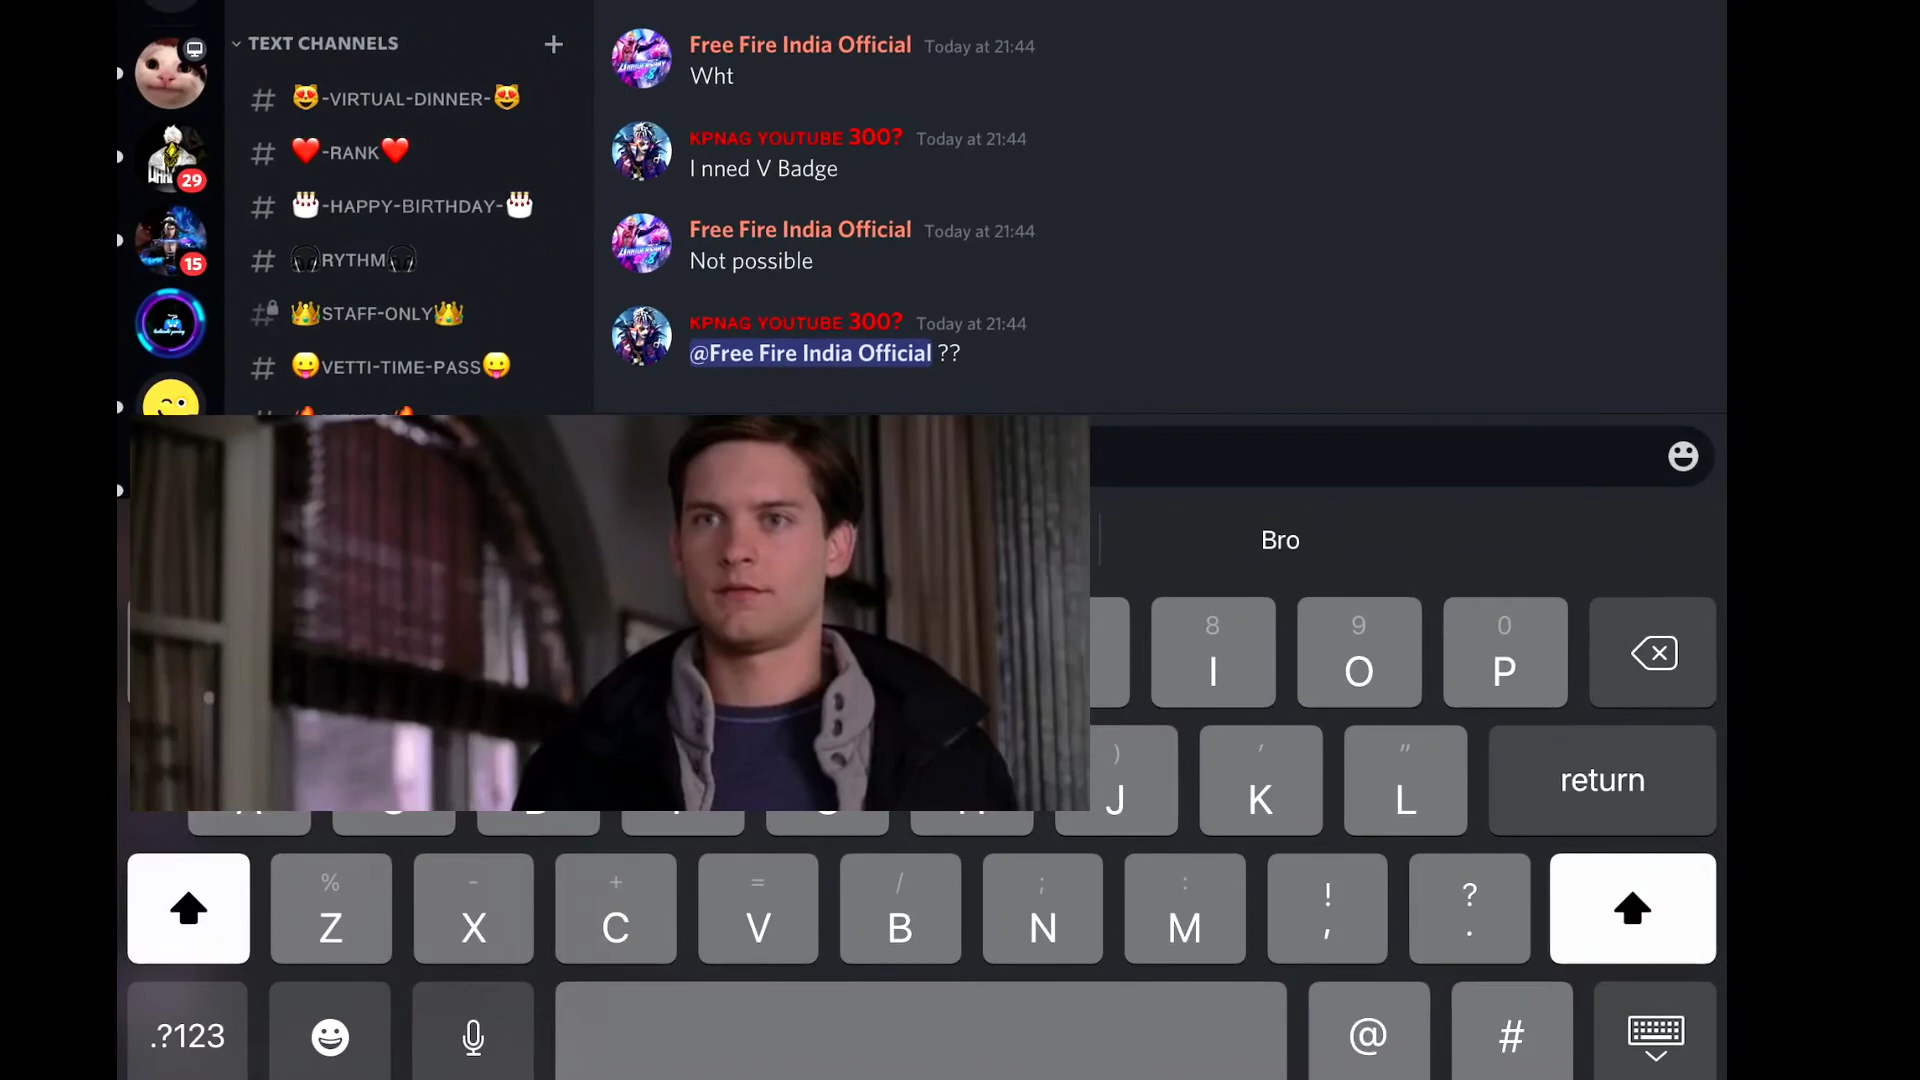 TEXT CHANNELS
😻-VIRTUAL-DINNER-😻
❤️-RANK❤️
🎂-HAPPY-BIRTHDAY-🎂
🎧RYTHM🎧
👑STAFF-ONLY👑
😛VETTI-TIME-PASS😛
29
15
Free Fire India Official Today at 21:44
Wht
KPNAG YOUTUBE 300? Today at 21:44
I nned V Badge
Free Fire India Official Today at 21:44
Not possible
KPNAG YOUTUBE 300? Today at 21:44
@Free Fire India Official ??
Bro
8 9 0
I O P
) ' "
J K L return
% - + = / ; : ! ?
Z X C V B N M , .
.?123 @ #